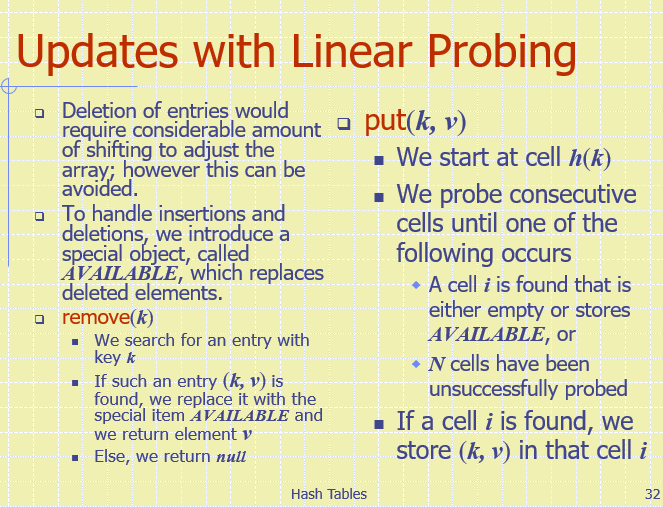 Updates with Linear Probing
Deletion of entries would
require considerable amount
of shifting to adjust the
array; however this can be
avoided.
To handle insertions and
deletions, we introduce a
special object, called
AVAILABLE, which replaces
deleted elements.
remove(k)
We search for an entry with
key k
If such an entry (k, v) is
found, we replace it with the
special item AVAILABLE and
we return element v
Else, we return null
put(k, v)
We start at cell h(k)
We probe consecutive
cells until one of the
following occurs
A cell i is found that is
either empty or stores
AVAILABLE, or
N cells have been
unsuccessfully probed
If a cell i is found, we
store (k, v) in that cell i
Hash Tables
32